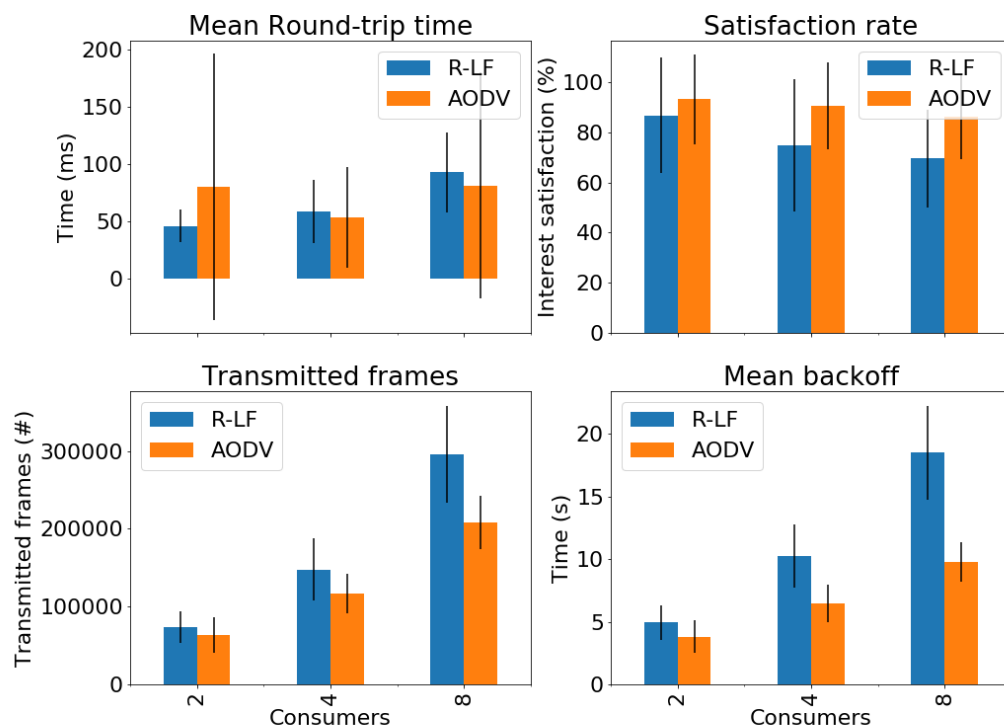 Mean Round-trip time
200
150
100
50
0
Time (ms)
R-LF
AODV
Satisfaction rate
100
80
60
40
20
0
Interest satisfaction (%)
R-LF
AODV
Transmitted frames
300000
200000
100000
0
Transmitted frames (#)
R-LF
AODV
2
4
8
Consumers
Mean backoff
20
15
10
5
0
Time (s)
R-LF
AODV
2
4
8
Consumers